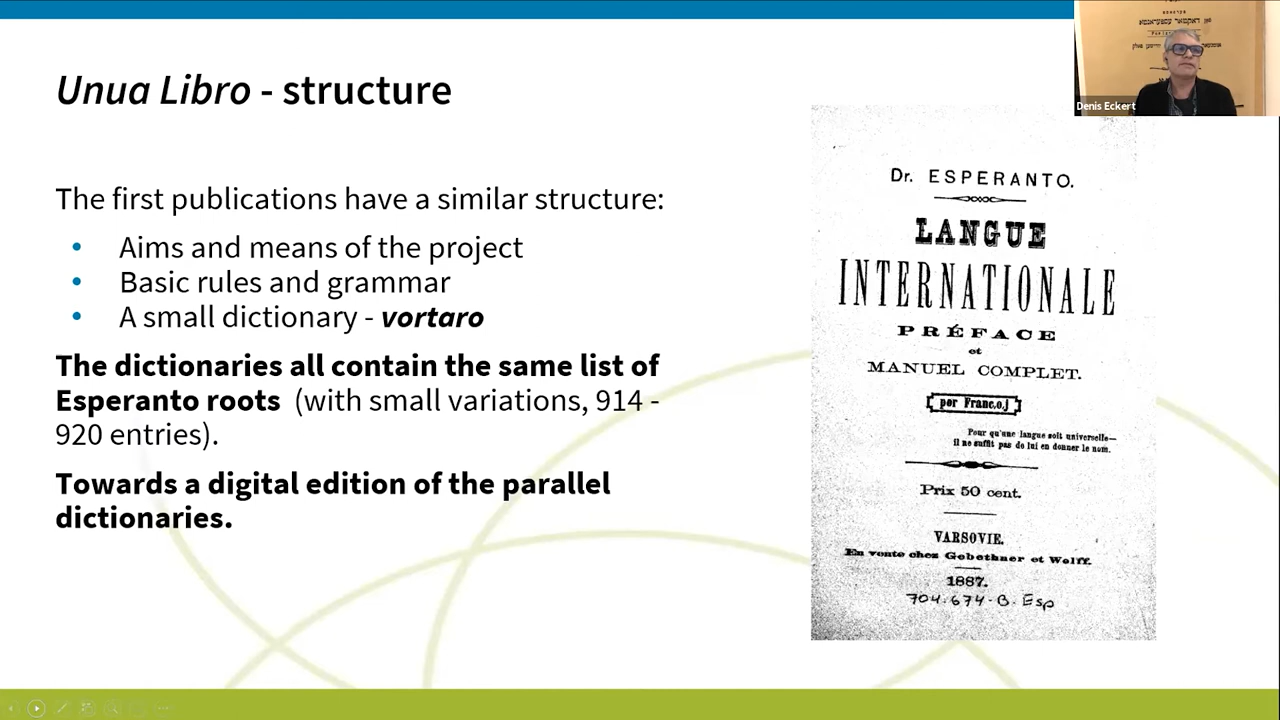 Unua Libro - structure
The first publications have a similar structure:
• Aims and means of the project
• Basic rules and grammar
• A small dictionary - vortaro
The dictionaries all contain the same list of
Esperanto roots (with small variations, 914 -
920 entries).
Towards a digital edition of the parallel
dictionaries.
Denis Eckert
Dr. ESPERANTO.
LANGUE
INTERNATIONALE
PRÉFACE
et
MANUEL COMPLET.
por Franc,o,j
Pour qu'une langue soit universelle—
il ne suffit pas de lui en donner le nom.
Prix 50 cent.
VARSOVIE.
En vente chez Gebethner et Wolff.
1887.
704.674-B. Esp